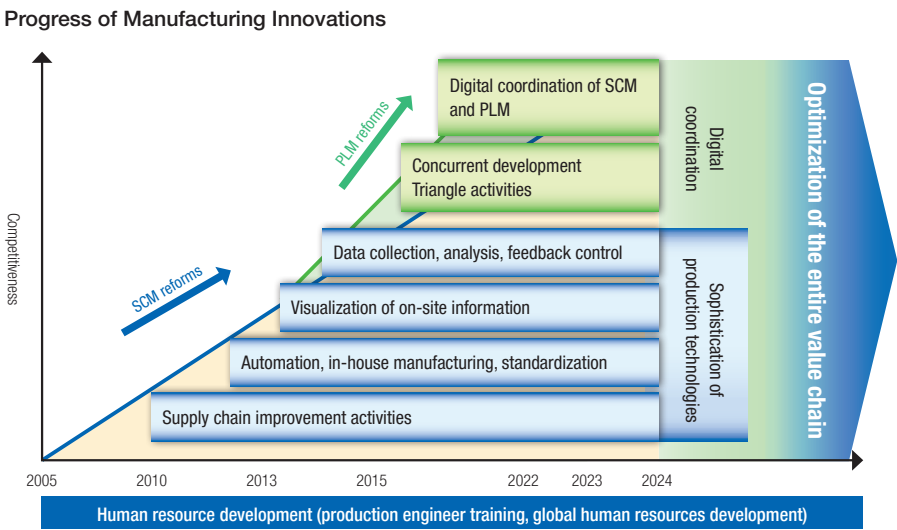 Progress of Manufacturing Innovations
Competitiveness
PLM reforms
SCM reforms
Digital coordination of SCM
and PLM
Concurrent development
Triangle activities
Data collection, analysis, feedback control
Visualization of on-site information
Automation, in-house manufacturing, standardization
Supply chain improvement activities
Digital
coordination
Sophistication of
production technologies
Optimization of the entire value chain
2005
2010
2013
2015
2022
2023
2024
Human resource development (production engineer training, global human resources development)